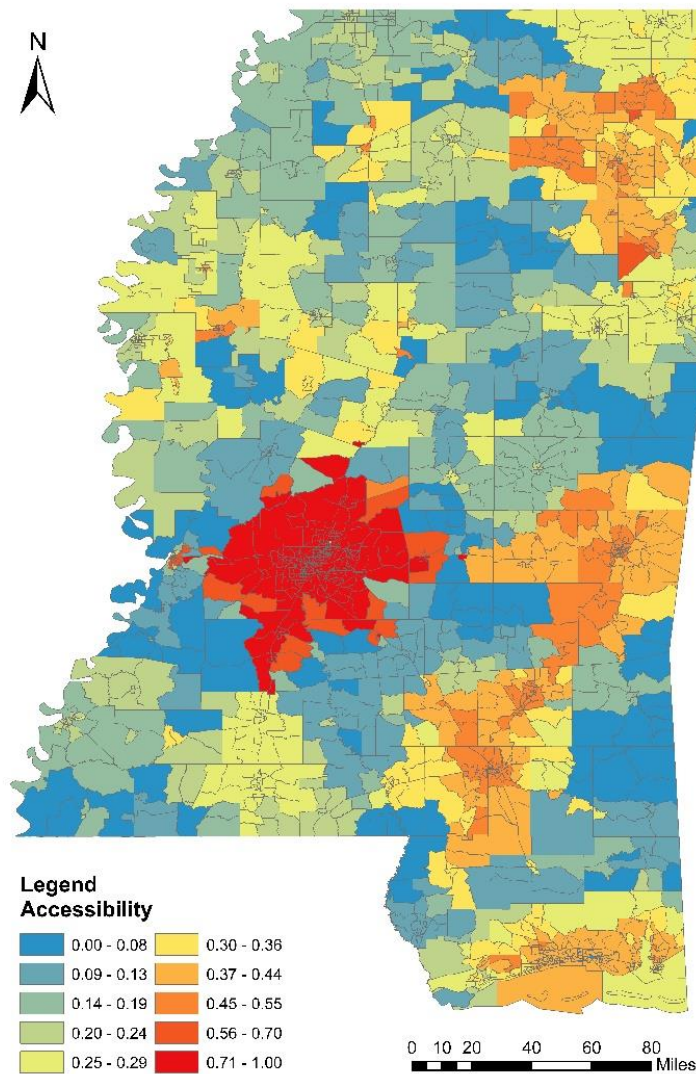 N
Legend
Accessibility
0.00 - 0.08 0.30 - 0.36
0.09 - 0.13 0.37 - 0.44
0.14 - 0.19 0.45 - 0.55
0.20 - 0.24 0.56 - 0.70
0.25 - 0.29 0.71 - 1.00
0 10 20 40 60 80
Miles